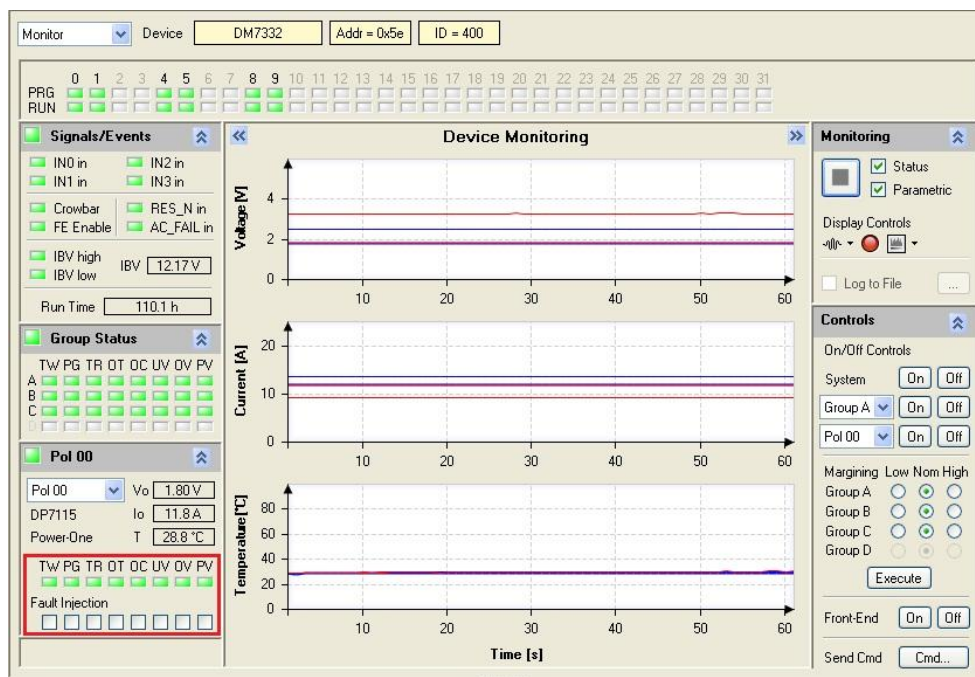 Monitor Device DM7332 Addr = 0x5e ID = 400
0 1 2 3 4 5 6 7 8 9 10 11 12 13 14 15 16 17 18 19 20 21 22 23 24 25 26 27 28 29 30 31
PRG
RUN
Signals/Events
IN0 in IN2 in
IN1 in IN3 in
Crowbar RES_N in
FE Enable AC_FAIL in
IBV high
IBV low
IBV 12.17 V
Run Time 110.1 h
Group Status
TW PG TR OT OC UV OV PV
A
B
C
D
Pol 00
Pol 00 Vo 1.80 V
DP7115 Io 11.8 A
Power-One T 28.8 °C
TW PG TR OT OC UV OV PV
Fault Injection
Device Monitoring
Voltage [V]
4
2
0
10 20 30 40 50 60
Current [A]
20
10
0
10 20 30 40 50 60
Temperature [°C]
80
60
40
20
0
10 20 30 40 50 60
Time [s]
Monitoring
Status
Parametric
Display Controls
Log to File ...
Controls
On/Off Controls
System On Off
Group A On Off
Pol 00 On Off
Margining Low Nom High
Group A
Group B
Group C
Group D
Execute
Front-End On Off
Send Cmd Cmd...